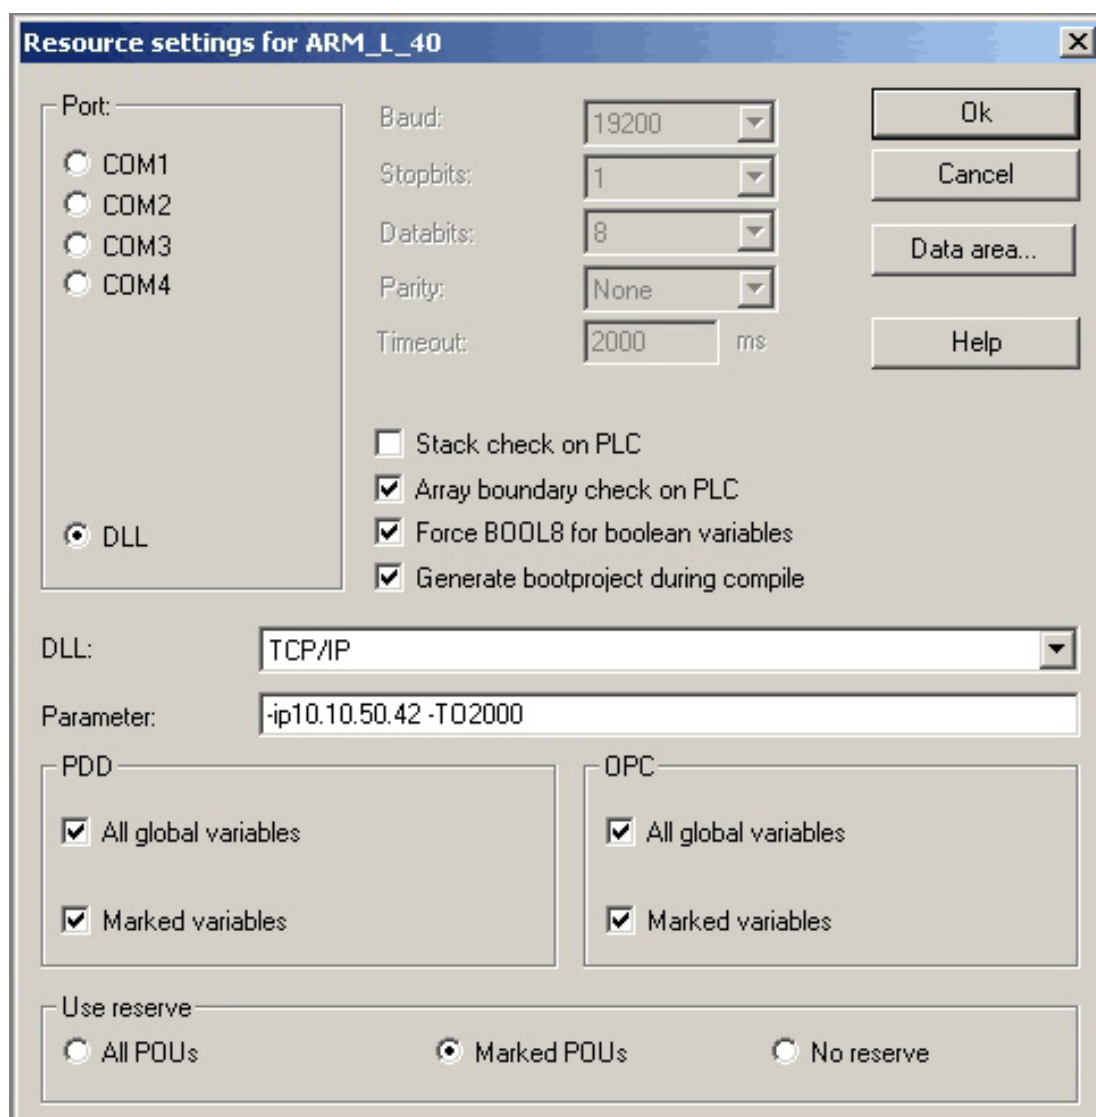 Resource settings for ARM_L_40
Port:
COM1
COM2
COM3
COM4
DLL
Baud: 19200
Stopbits: 1
Databits: 8
Parity: None
Timeout: 2000 ms
Ok
Cancel
Data area...
Help
Stack check on PLC
Array boundary check on PLC
Force BOOL8 for boolean variables
Generate bootproject during compile
DLL: TCP/IP
Parameter: -ip10.10.50.42 -TO2000
PDD
All global variables
Marked variables
OPC
All global variables
Marked variables
Use reserve
All POUs Marked POUs No reserve